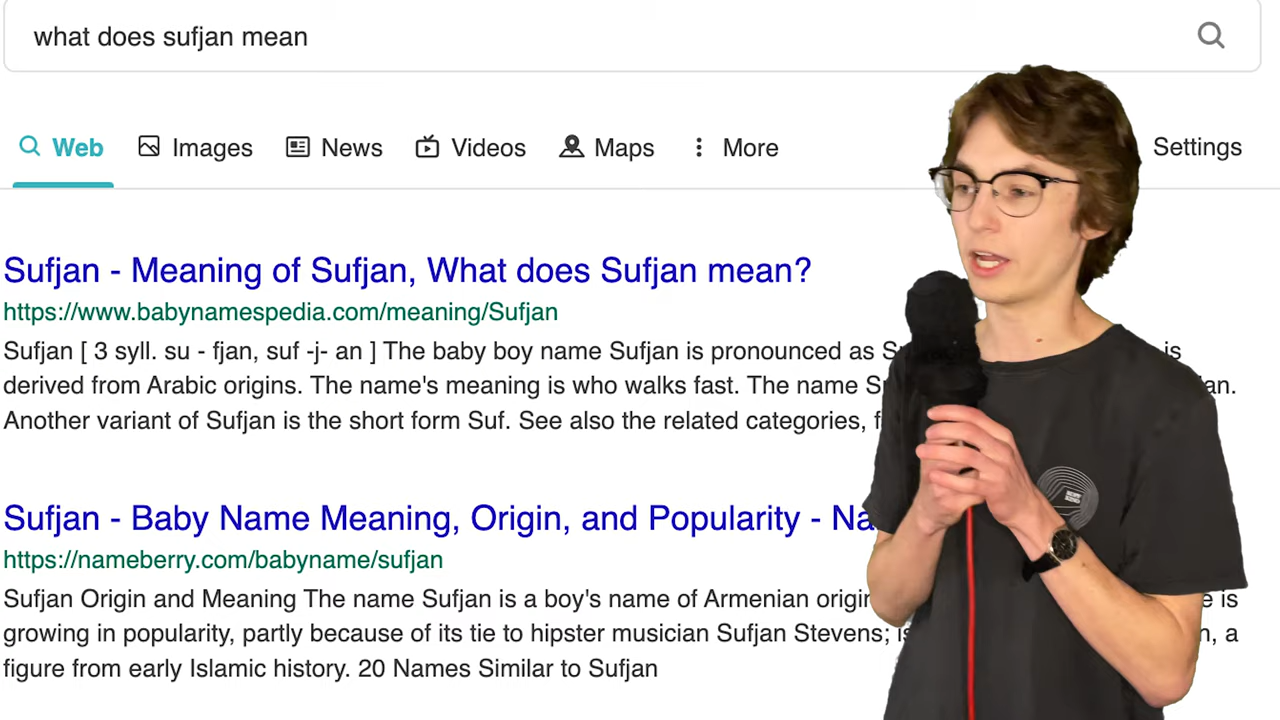 what does sufjan mean
Web Images News Videos Maps More Settings
Sufjan - Meaning of Sufjan, What does Sufjan mean?
https://www.babynamespedia.com/meaning/Sufjan
Sufjan [ 3 syll. su - fjan, suf -j- an ] The baby boy name Sufjan is pronounced as is
derived from Arabic origins. The name's meaning is who walks fast. The name an.
Another variant of Sufjan is the short form Suf. See also the related categories,
Sufjan - Baby Name Meaning, Origin, and Popularity -
https://nameberry.com/babyname/sufjan
Sufjan Origin and Meaning The name Sufjan is a boy's name of Armenian is
growing in popularity, partly because of its tie to hipster musician Sufjan Stevens; a
figure from early Islamic history. 20 Names Similar to Sufjan